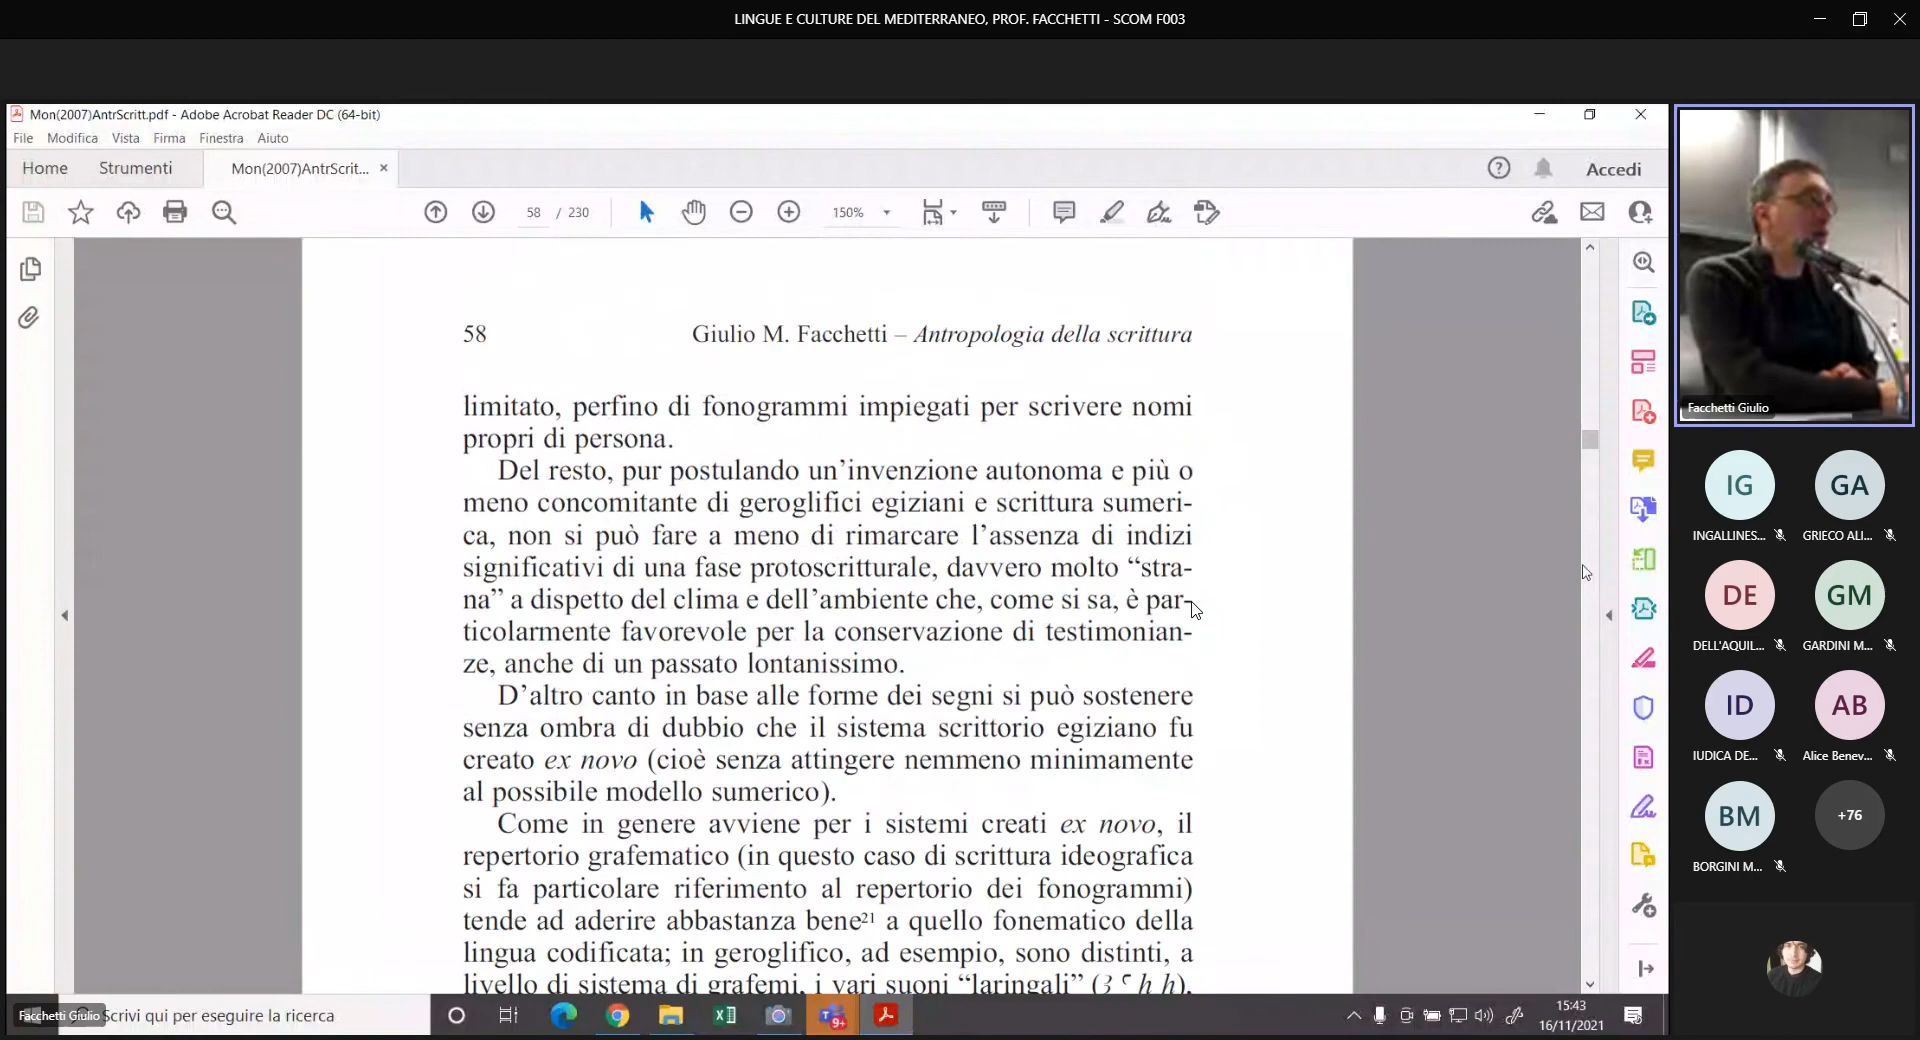 LINGUE E CULTURE DEL MEDITERRANEO, PROF. FACCHETTI - SCOM F003
Mon(2007)AntrScritt.pdf - Adobe Acrobat Reader DC (64-bit)
File Modifica Vista Firma Finestra Aiuto
Home Strumenti Mon(2007)AntrScrit... × Accedi
58 / 230 150%
58 Giulio M. Facchetti – Antropologia della scrittura
limitato, perfino di fonogrammi impiegati per scrivere nomi
propri di persona.
Del resto, pur postulando un'invenzione autonoma e più o
meno concomitante di geroglifici egiziani e scrittura sumeri-
ca, non si può fare a meno di rimarcare l'assenza di indizi
significativi di una fase protoscritturale, davvero molto “stra-
na” a dispetto del clima e dell'ambiente che, come si sa, è par-
ticolarmente favorevole per la conservazione di testimonian-
ze, anche di un passato lontanissimo.
D'altro canto in base alle forme dei segni si può sostenere
senza ombra di dubbio che il sistema scrittorio egiziano fu
creato ex novo (cioè senza attingere nemmeno minimamente
al possibile modello sumerico).
Come in genere avviene per i sistemi creati ex novo, il
repertorio grafematico (in questo caso di scrittura ideografica
si fa particolare riferimento al repertorio dei fonogrammi)
tende ad aderire abbastanza bene21 a quello fonematico della
lingua codificata; in geroglifico, ad esempio, sono distinti, a
livello di sistema di grafemi, i vari suoni “laringali”
Facchetti Giulio
IG GA
INGALLINES... GRIECO ALI...
DE GM
DELL'AQUIL... GARDINI M...
ID AB
IUDICA DE... Alice Benev...
BM +76
BORGINI M...
Facchetti Giulio
Scrivi qui per eseguire la ricerca
9+
15:43
16/11/2021